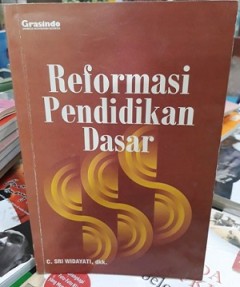 Grasindo
Reformasi
Pendidikan
Dasar
C. SRI WIDAYATI, dkk.